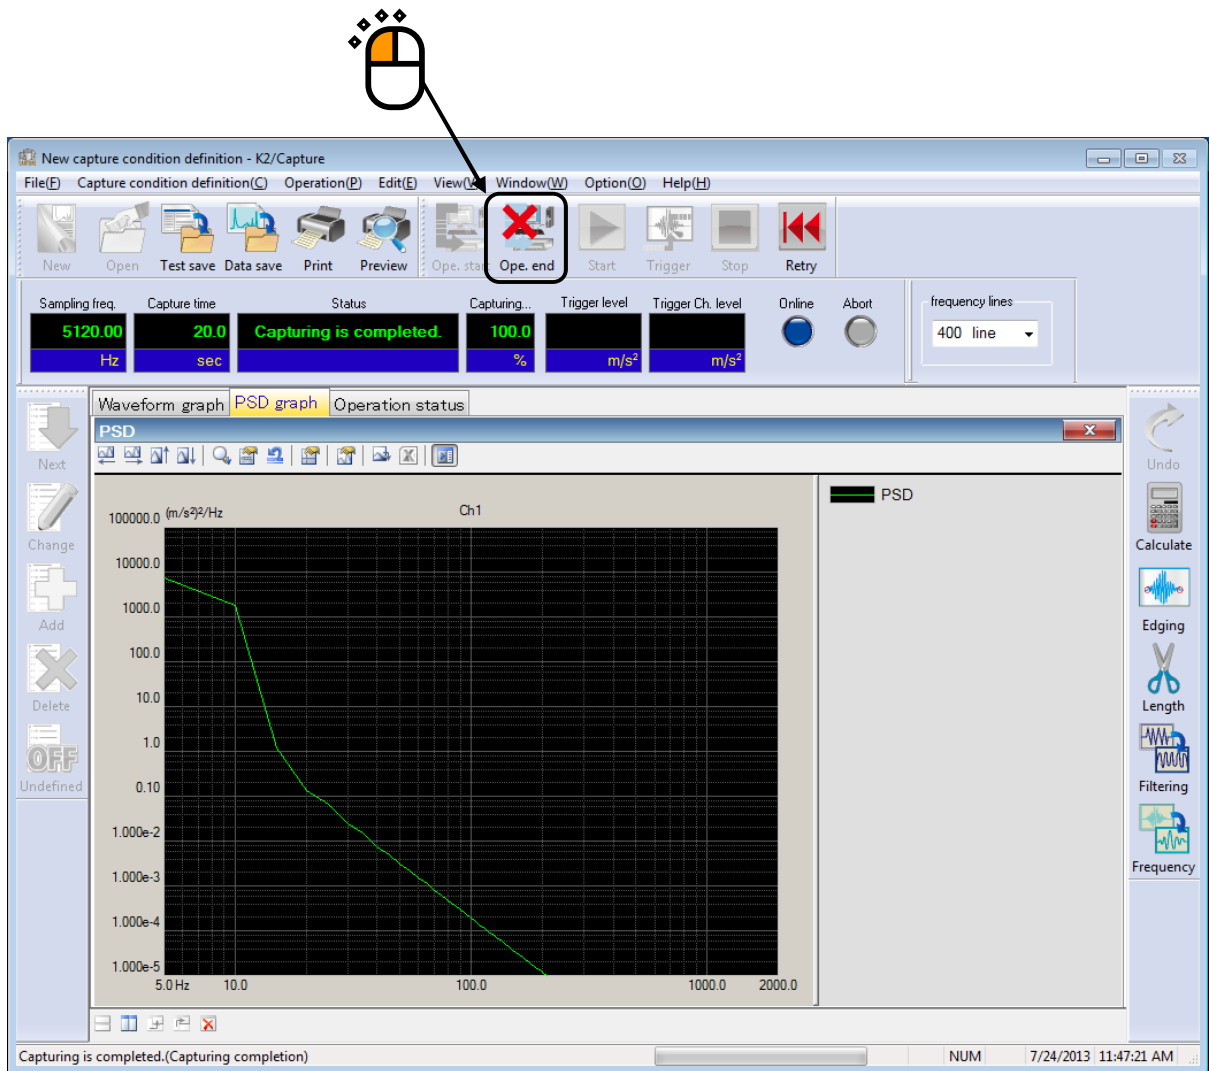 New capture condition definition - K2/Capture
File(F) Capture condition definition(C) Operation(P) Edit(E) View(V) Window(W) Option(O) Help(H)
New Open Test save Data save Print Preview Ope. start Ope. end Start Trigger Stop Retry
Sampling freq. Capture time Status Capturing... Trigger level Trigger Ch. level Online Abort frequency lines
5120.00 20.0 Capturing is completed. 100.0 400 line
Hz sec % m/s² m/s²
Waveform graph PSD graph Operation status
PSD
Next
Change
Add
Delete
OFF
Undefined
(m/s²)²/Hz Ch1
100000.0
10000.0
1000.0
100.0
10.0
1.0
0.10
1.000e-2
1.000e-3
1.000e-4
1.000e-5
5.0 Hz 10.0 100.0 1000.0 2000.0
PSD
Undo
Calculate
Edging
Length
Filtering
Frequency
Capturing is completed.(Capturing completion) NUM 7/24/2013 11:47:21 AM